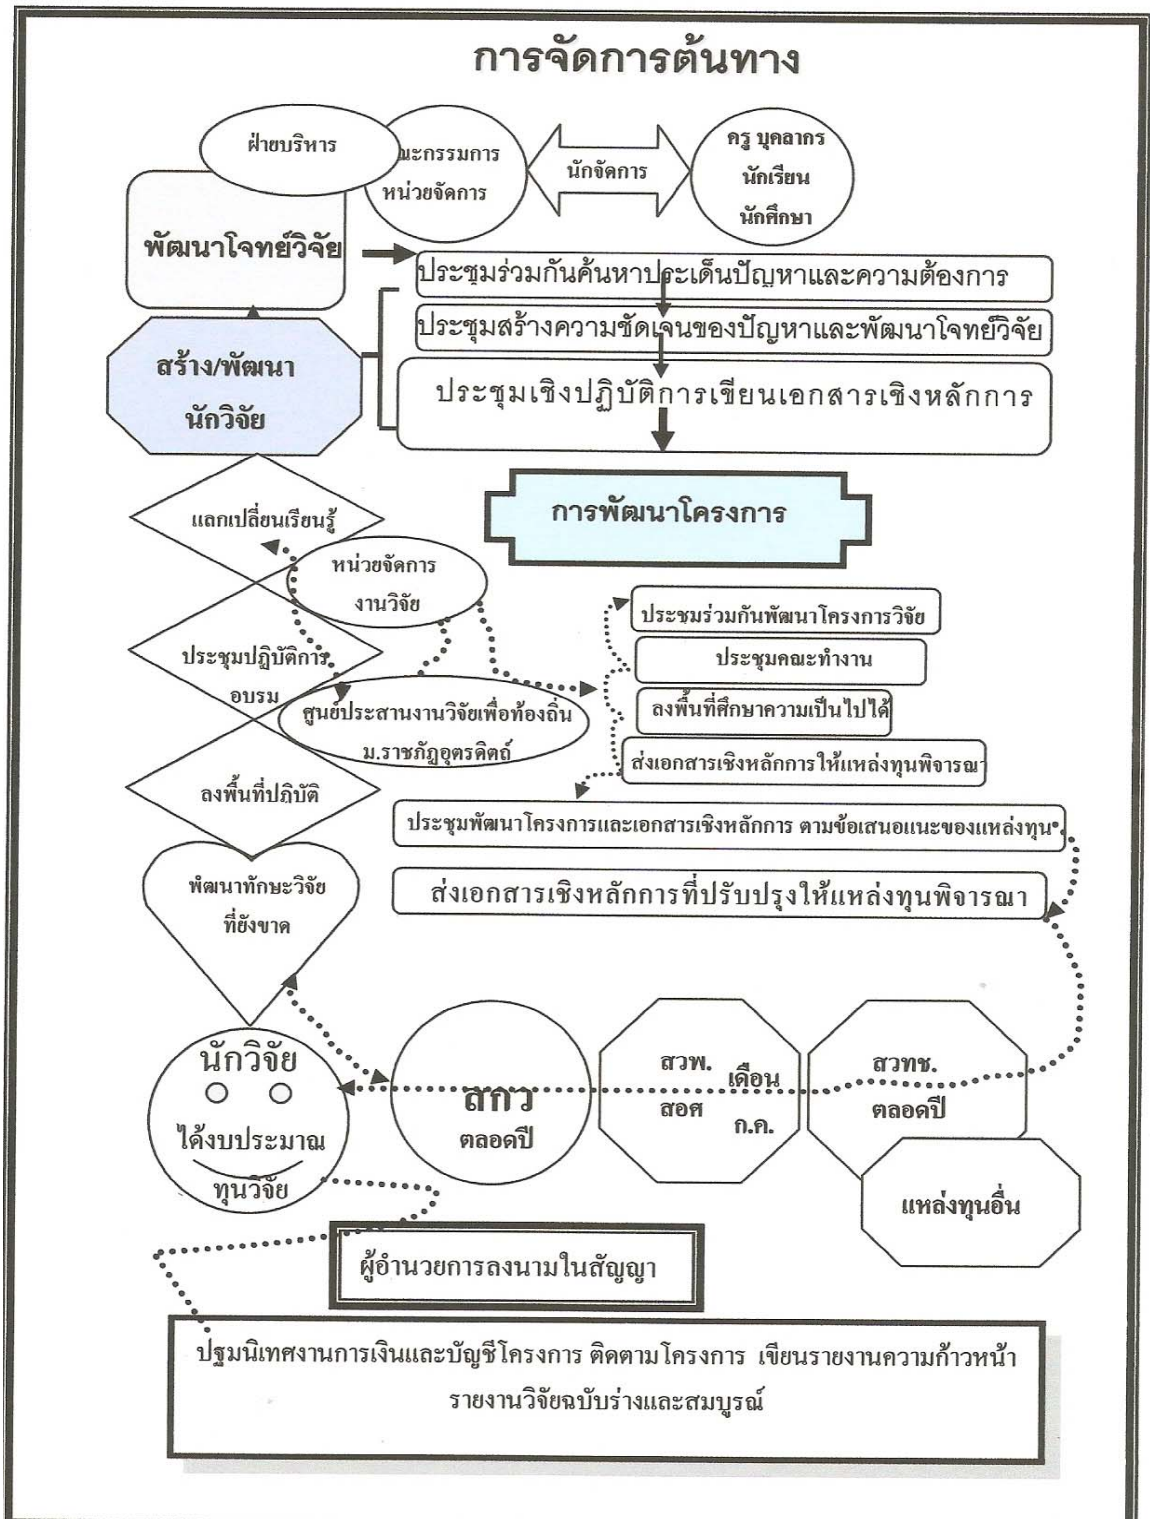 การจัดการต้นทาง
ฝ่ายบริหาร
ณะกรรมการ
หน่วยจัดการ
นักจัดการ
ครู บุคลากร
นักเรียน
นักศึกษา
พัฒนาโจทย์วิจัย
ประชุมร่วมกันค้นหาประเด็นปัญหาและความต้องการ
ประชุมสร้างความชัดเจนของปัญหาและพัฒนาโจทย์วิจัย
สร้าง/พัฒนา
นักวิจัย
ประชุมเชิงปฏิบัติการเขียนเอกสารเชิงหลักการ
การพัฒนาโครงการ
แลกเปลี่ยนเรียนรู้
หน่วยจัดการ
งานวิจัย
ประชุมร่วมกันพัฒนาโครงการวิจัย
ประชุมคณะทำงาน
ประชุมปฏิบัติการ
อบรม
ศูนย์ประสานงานวิจัยเพื่อท้องถิ่น
ม.ราชภัฏอุตรดิตถ์
ลงพื้นที่ศึกษาความเป็นไปได้
ส่งเอกสารเชิงหลักการให้แหล่งทุนพิจารณา
ลงพื้นที่ปฎิบัติ
ประชุมพัฒนาโครงการและเอกสารเชิงหลักการ ตามข้อเสนอแนะของแหล่งทุน
พัฒนาทักษะวิจัย
ที่ยังขาด
ส่งเอกสารเชิงหลักการที่ปรับปรุงให้แหล่งทุนพิจารณา
นักวิจัย
ได้งบประมาณ
ทุนวิจัย
สกว
ตลอดปี
สวพ.
สอศ
เดือน
ก.ค.
สวทช.
ตลอดปี
แหล่งทุนอื่น
ผู้อำนวยการลงนามในสัญญา
ปฐมนิเทศงานการเงินและบัญชีโครงการ ติดตามโครงการ เขียนรายงานความก้าวหน้า
รายงานวิจัยฉบับร่างและสมบูรณ์